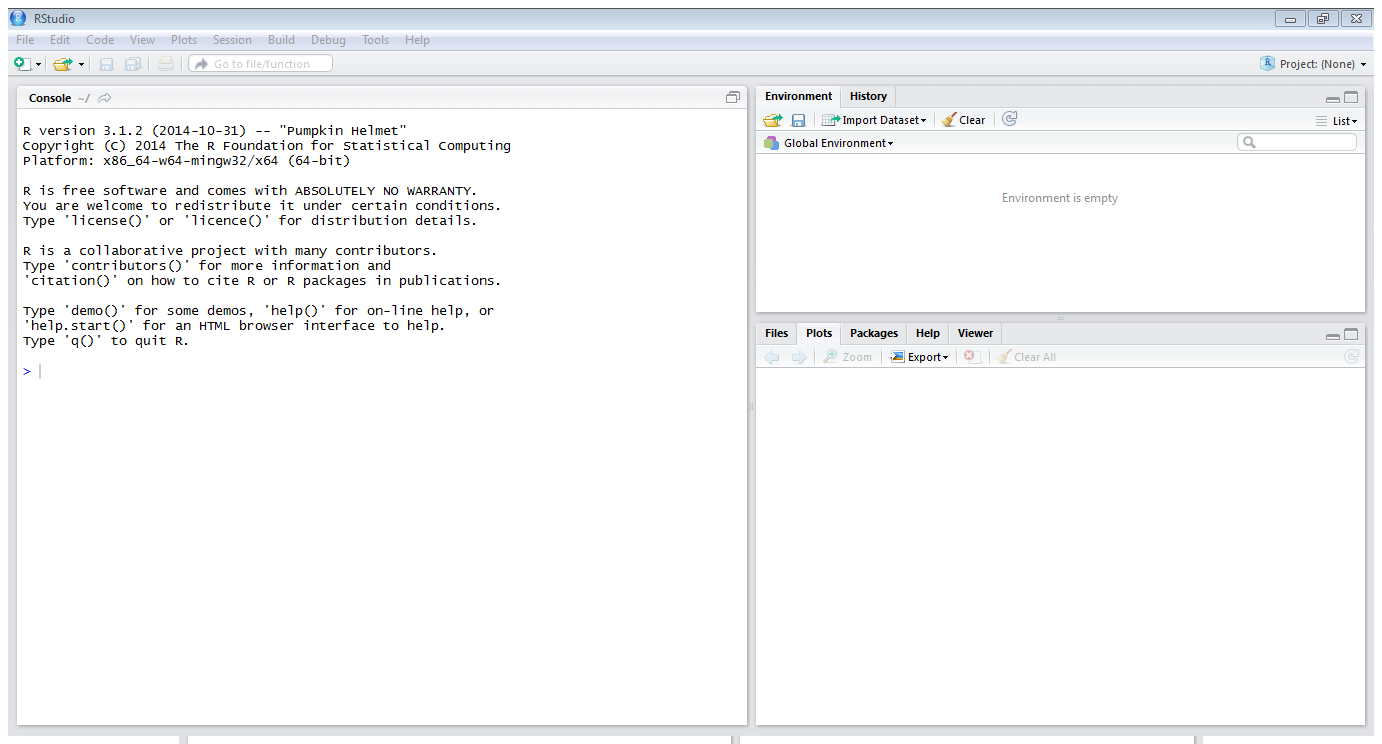 RStudio
File Edit Code View Plots Session Build Debug Tools Help
Go to file/function
Project: (None)
Console ~/
R version 3.1.2 (2014-10-31) -- "Pumpkin Helmet"
Copyright (C) 2014 The R Foundation for Statistical Computing
Platform: x86_64-w64-mingw32/x64 (64-bit)
R is free software and comes with ABSOLUTELY NO WARRANTY.
You are welcome to redistribute it under certain conditions.
Type 'license()' or 'licence()' for distribution details.
R is a collaborative project with many contributors.
Type 'contributors()' for more information and
'citation()' on how to cite R or R packages in publications.
Type 'demo()' for some demos, 'help()' for on-line help, or
'help.start()' for an HTML browser interface to help.
Type 'q()' to quit R.
>
Environment History
Import Dataset Clear List
Global Environment
Environment is empty
Files Plots Packages Help Viewer
Zoom Export Clear All